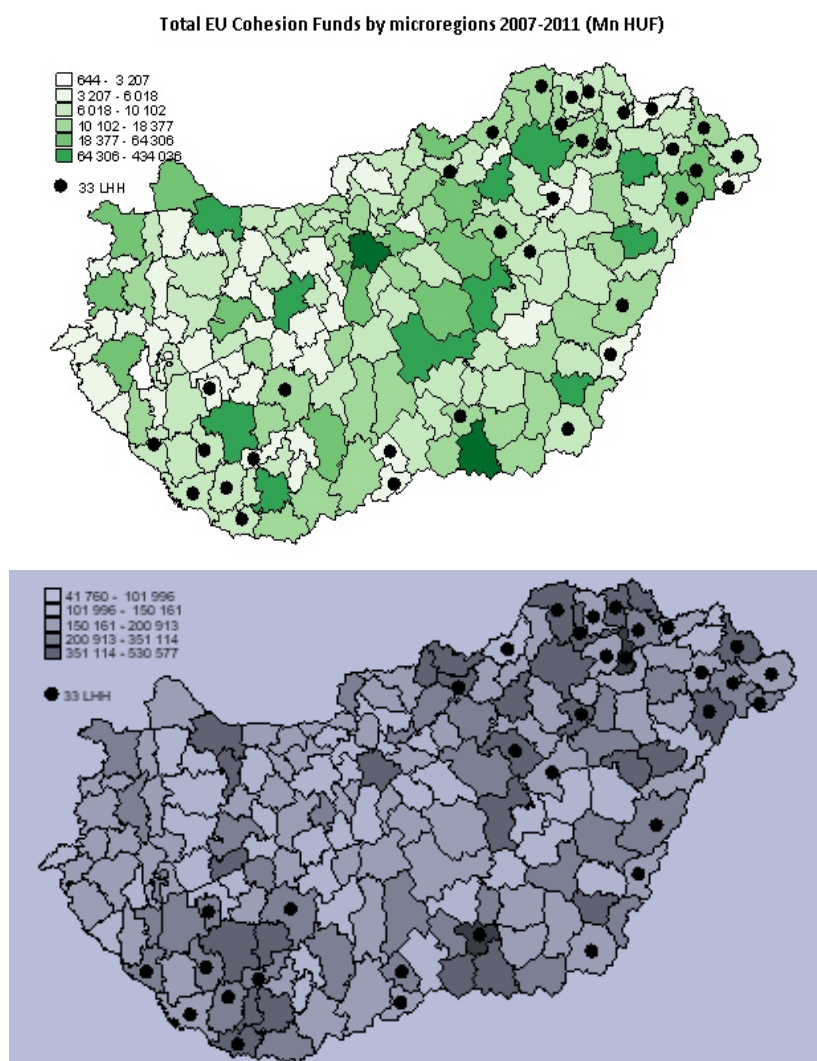 Total EU Cohesion Funds by microregions 2007-2011 (Mn HUF)
644 - 3 207
3 207 - 6 018
6 018 - 10 102
10 102 - 18 377
18 377 - 64 306
64 306 - 434 036
33 LHH
41 760 - 101 996
101 996 - 150 161
150 161 - 200 913
200 913 - 351 114
351 114 - 530 577
33 LHH